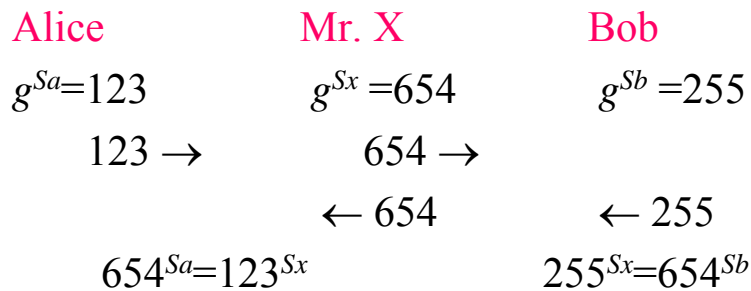 Alice Mr. X Bob
g^{Sa}=123 g^{Sx} =654 g^{Sb} =255
123 → 654 →
← 654 ← 255
654^{Sa}=123^{Sx} 255^{Sx}=654^{Sb}